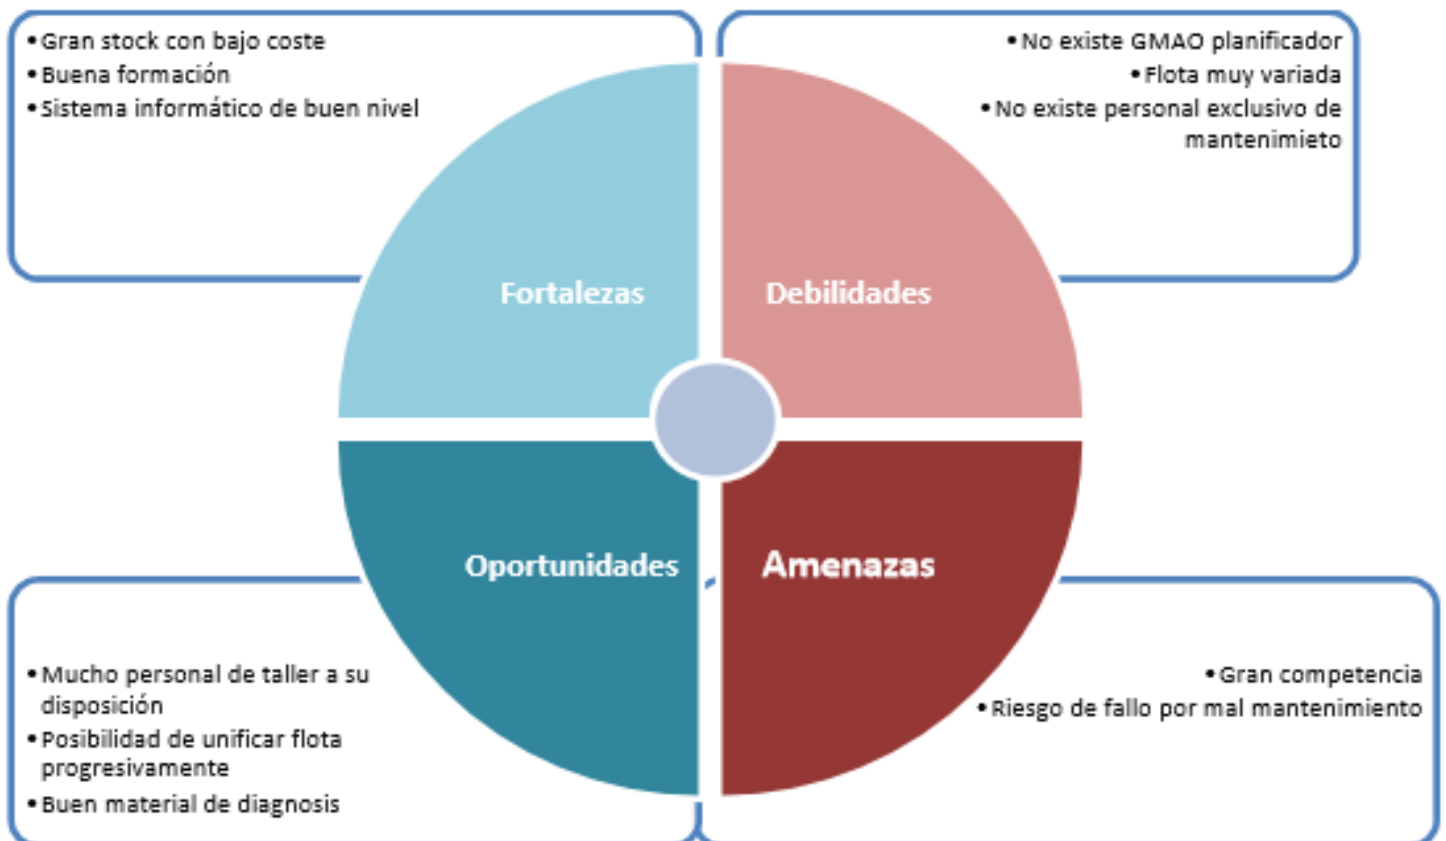 •Gran stock con bajo coste
•Buena formación
•Sistema informático de buen nivel
•No existe GMAO planificador
•Flota muy variada
•No existe personal exclusivo de
mantenimieto
Fortalezas
Debilidades
Oportunidades
Amenazas
•Mucho personal de taller a su
disposición
•Posibilidad de unificar flota
progresivamente
•Buen material de diagnosis
•Gran competencia
•Riesgo de fallo por mal mantenimiento